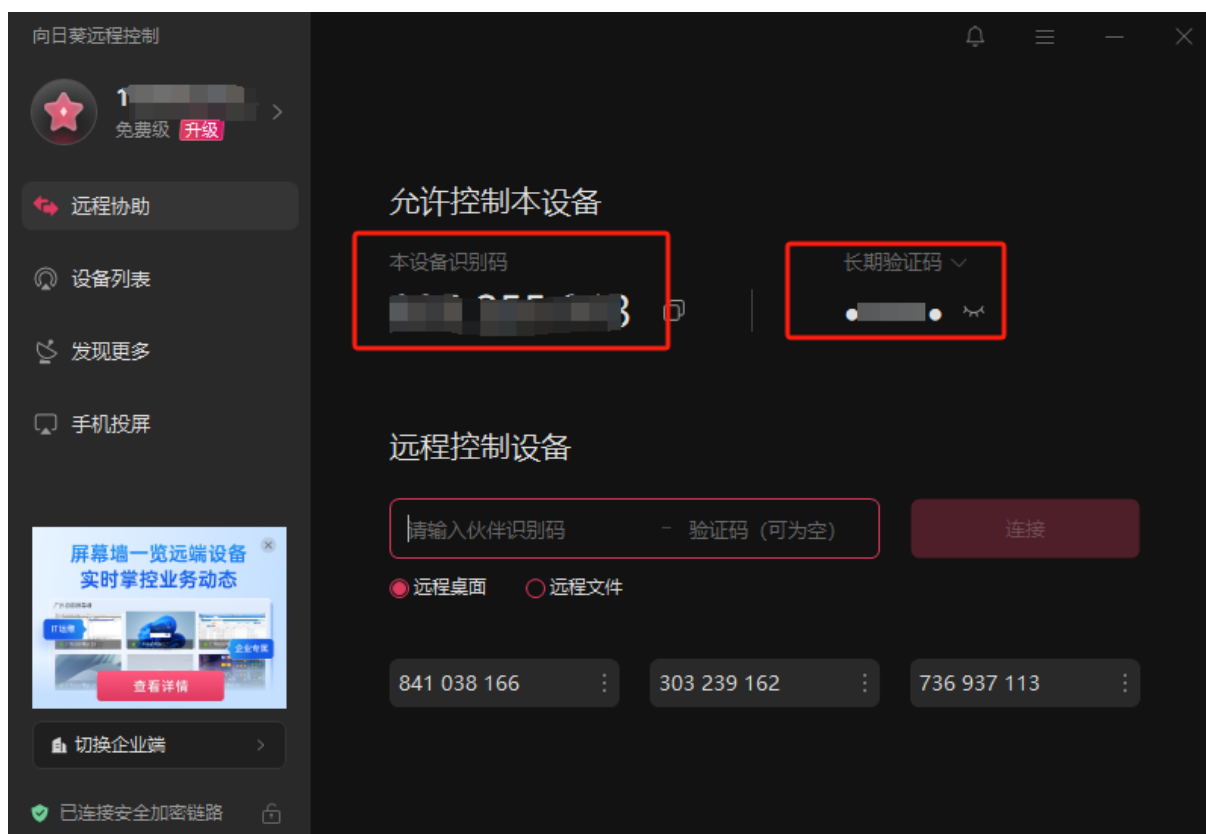 向日葵远程控制
免费级 升级
远程协助
设备列表
发现更多
手机投屏
屏幕墙一览远端设备
实时掌控业务动态
IT运维
企业专属
查看详情
切换企业端
已连接安全加密链路
允许控制本设备
本设备识别码
长期验证码
远程控制设备
请输入伙伴识别码 - 验证码（可为空）
连接
远程桌面 远程文件
841 038 166
303 239 162
736 937 113